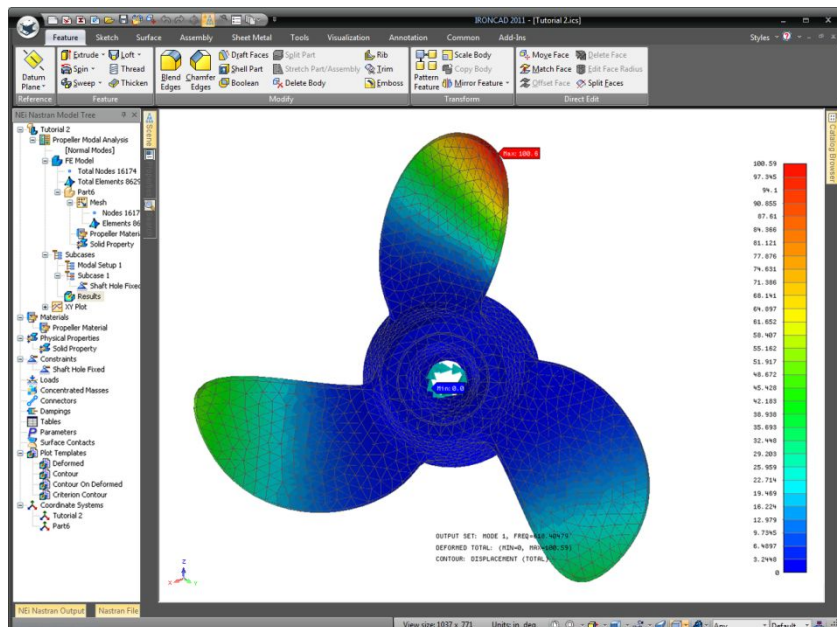 IRONCAD 2011 - [Tutorial 2.ics]
Feature Sketch Surface Assembly Sheet Metal Tools Visualization Annotation Common Add-Ins Styles
Datum Plane
Extrude Loft
Spin Thread
Sweep Thicken
Blend Edges
Chamfer Edges
Draft Faces Split Part Rib
Shell Part Stretch Part/Assembly Trim
Boolean Delete Body Emboss
Pattern Feature
Scale Body
Copy Body
Mirror Feature
Move Face Delete Face
Match Face Edit Face Radius
Offset Face Split Faces
Reference Feature Modify Transform Direct Edit
NEi Nastran Model Tree
Tutorial 2
Propeller Modal Analysis
[Normal Modes]
FE Model
Total Nodes 16174
Total Elements 8629
Part6
Mesh
Nodes 1617
Elements 862
Propeller Materi
Solid Property
Subcases
Modal Setup 1
Subcase 1
Shaft Hole Fixed
Results
XY Plot
Materials
Propeller Material
Physical Properties
Solid Property
Constraints
Shaft Hole Fixed
Loads
Concentrated Masses
Connectors
Dampings
Tables
Parameters
Surface Contacts
Plot Templates
Deformed
Contour
Contour On Deformed
Criterion Contour
Coordinate Systems
Tutorial 2
Part6
NEi Nastran Output Nastran File
Scene
Catalog Browser
Max: 100.6
Min: 0.0
100.59
97.345
94.1
90.855
87.61
84.366
81.121
77.876
74.631
71.386
68.141
64.897
61.652
58.407
55.162
51.917
48.672
45.428
42.183
38.938
35.693
32.448
29.203
25.959
22.714
19.469
16.224
12.979
9.7345
6.4897
3.2448
0
OUTPUT SET: MODE 1,
DEFORMED TOTAL: (MIN=0, MAX=100.59)
CONTOUR: DISPLACEMENT (TOTAL)
Z
X Y
View size: 1037 x 771 Units: in, deg Any Default